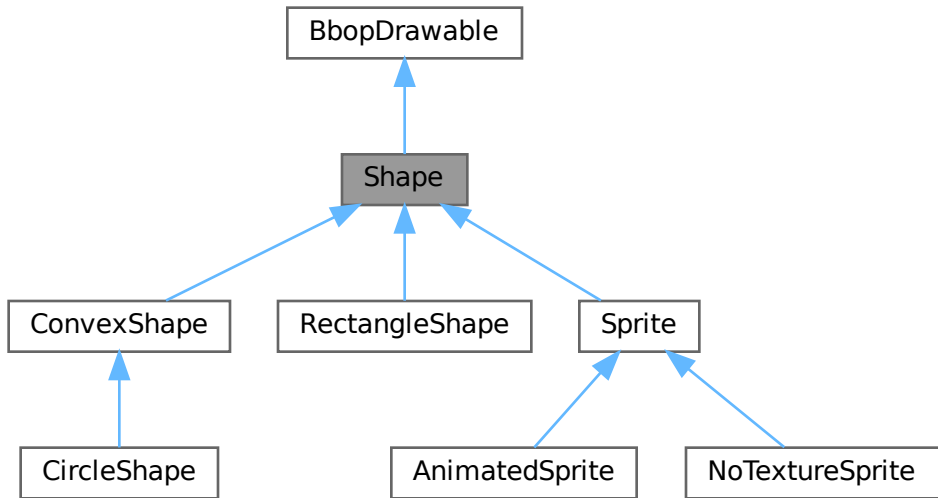 BbopDrawable
Shape
ConvexShape
RectangleShape
Sprite
CircleShape
AnimatedSprite
NoTextureSprite